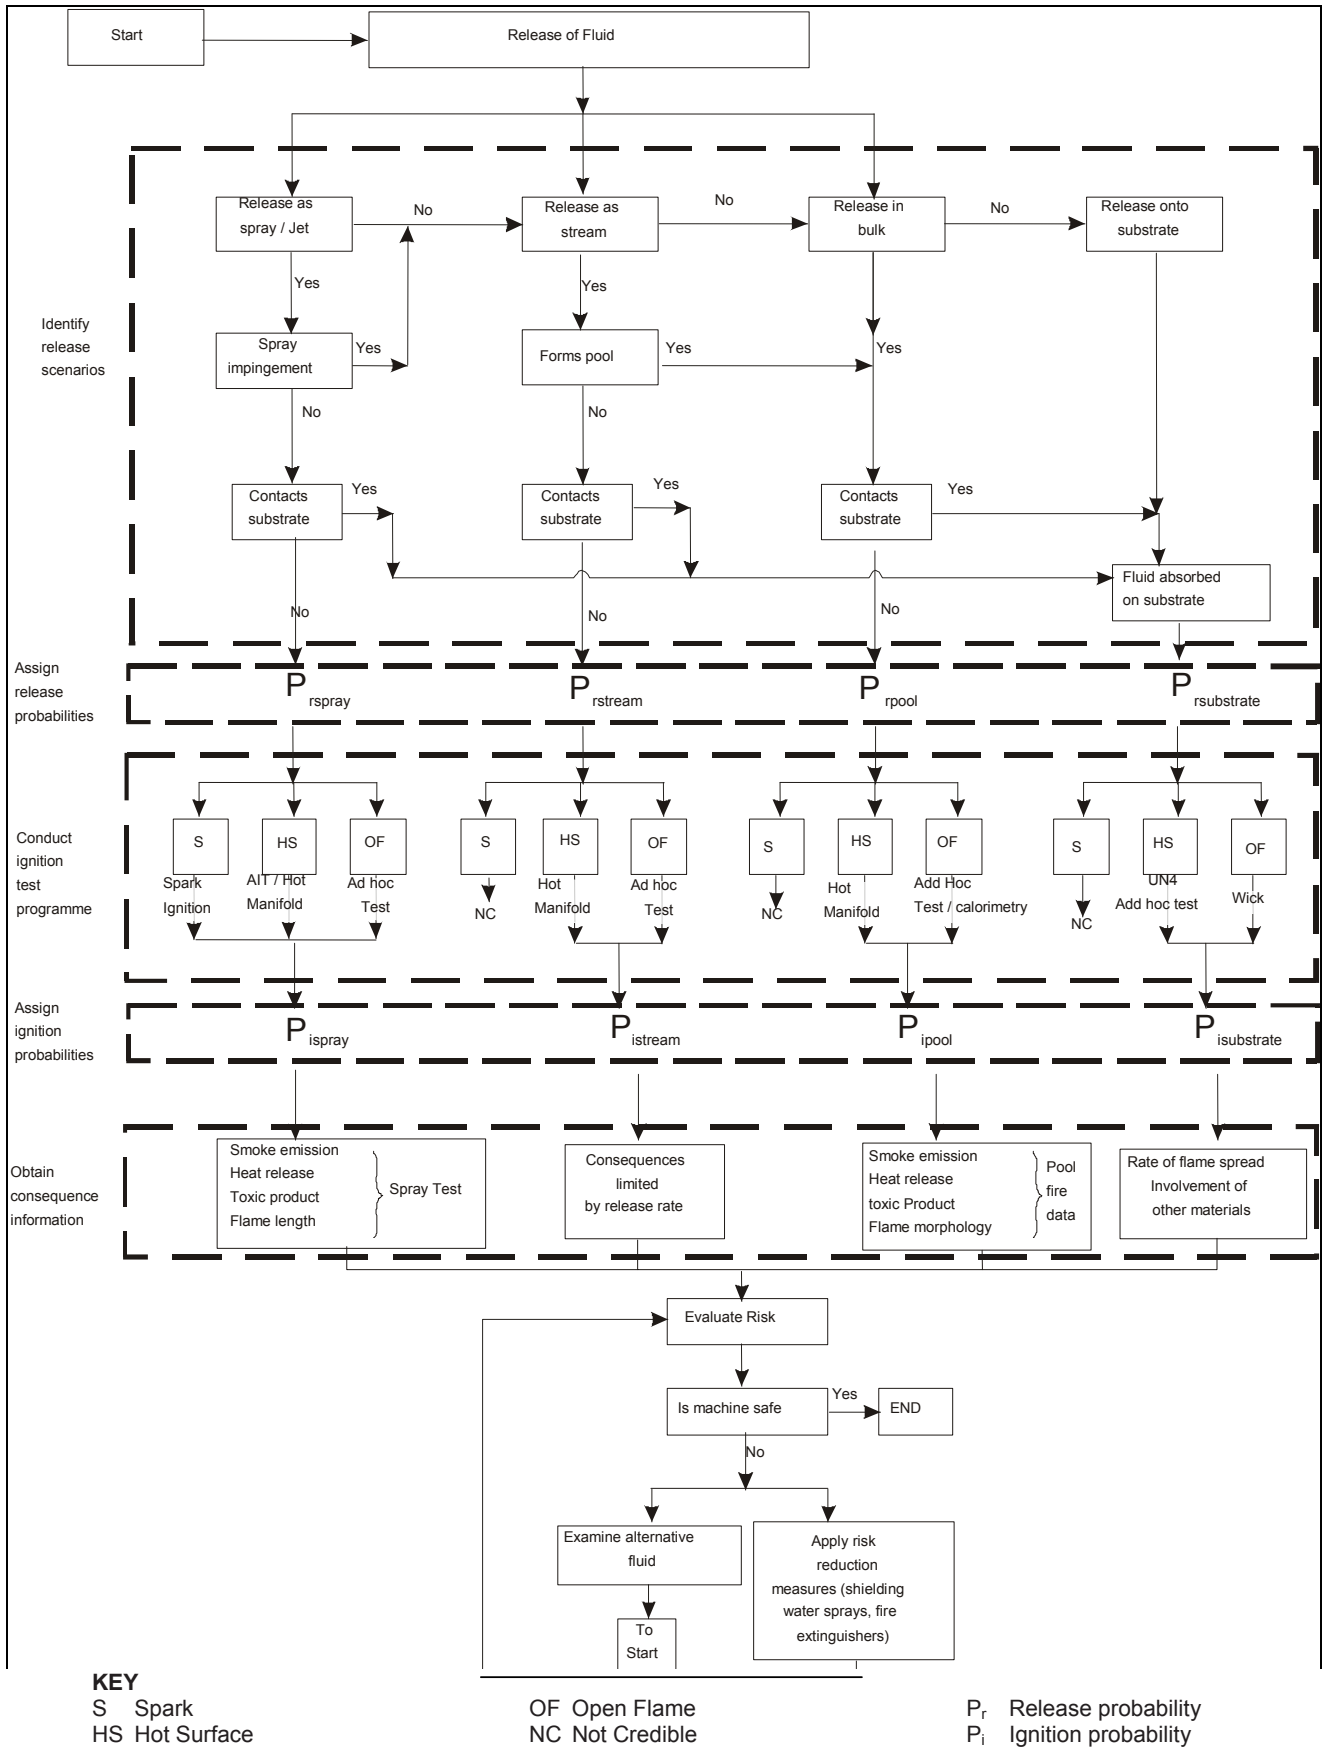 Start
Release of Fluid
Release as
spray / Jet
No
Release as
stream
No
Release in
bulk
No
Release onto
substrate
Yes
Yes
Identify
release
scenarios
Spray
impingement
Yes
Forms pool
Yes
Yes
No
No
Contacts
substrate
Yes
Contacts
substrate
Yes
Contacts
substrate
Yes
Fluid absorbed
on substrate
No
No
No
Assign
release
probabilities
P rspray
P rstream
P rpool
P rsubstrate
Conduct
ignition
test
programme
S
HS
OF
Spark
Ignition
AIT / Hot
Manifold
Ad hoc
Test
S
HS
OF
NC
Hot
Manifold
Ad hoc
Test
S
HS
OF
NC
Hot
Manifold
Add Hoc
Test / calorimetry
S
HS
OF
NC
UN4
Add hoc test
Wick
Assign
ignition
probabilities
P ispray
P istream
P ipool
P isubstrate
Obtain
consequence
information
Smoke emission
Heat release
Toxic product
Flame length
Spray Test
Consequences
limited
by release rate
Smoke emission
Heat release
toxic Product
Flame morphology
Pool
fire
data
Rate of flame spread
Involvement of
other materials
Evaluate Risk
Is machine safe
Yes
END
No
Examine alternative
fluid
Apply risk
reduction
measures (shielding
water sprays, fire
extinguishers)
To
Start
KEY
S Spark
OF Open Flame
Pr Release probability
HS Hot Surface
NC Not Credible
Pi Ignition probability